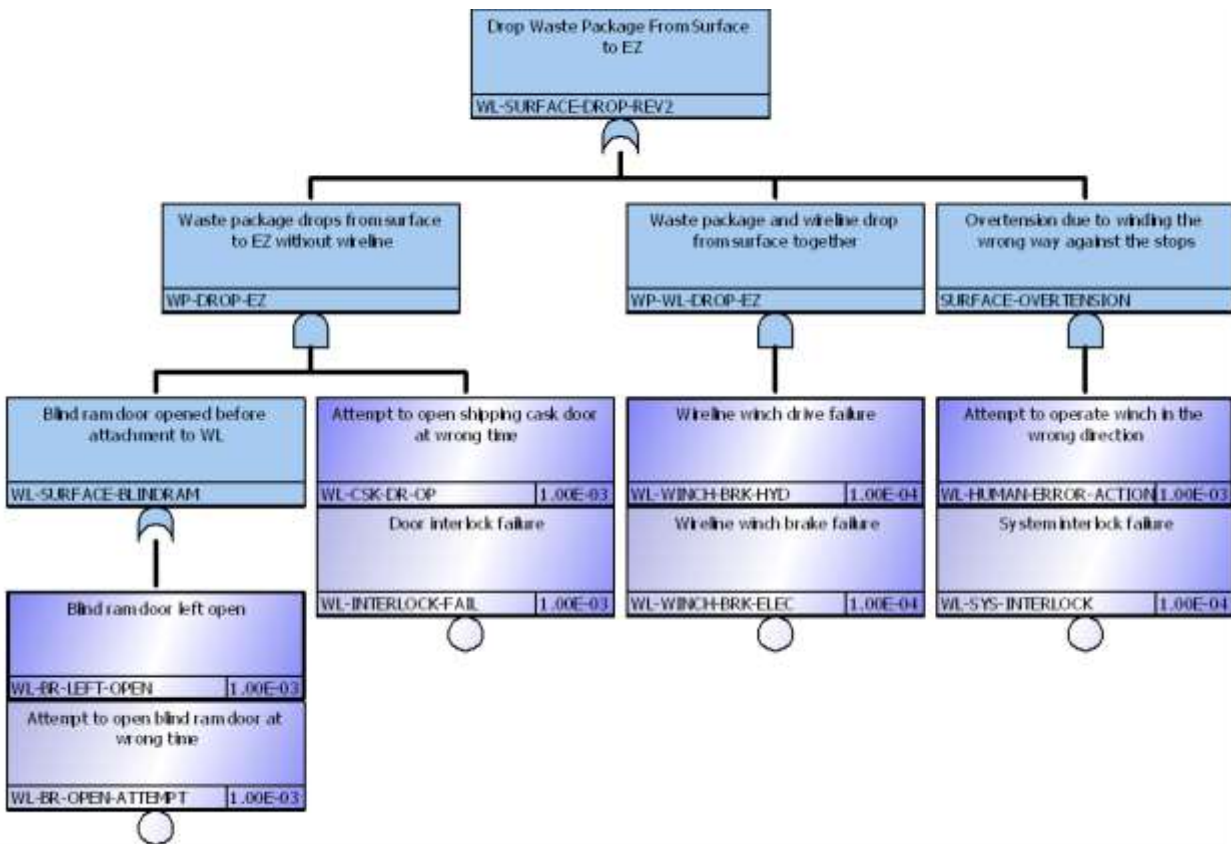 Drop Waste Package From Surface
to EZ
WL-SURFACE-DROP-REV2
Waste package drops from surface
to EZ without wireline
WP-DROP-EZ
Waste package and wireline drop
from surface together
WP-WL-DROP-EZ
Overtension due to winding the
wrong way against the stops
SURFACE-OVERTENSION
Blind ram door opened before
attachment to WL
WL-SURFACE-BLINDRAM
Attempt to open shipping cask door
at wrong time
WL-CSK-DR-OP 1.00E-03
Door interlock failure
WL-INTERLOCK-FAIL 1.00E-03
Wireline winch drive failure
WL-WINCH-BRK-HYD 1.00E-04
Wireline winch brake failure
WL-WINCH-BRK-ELEC 1.00E-04
Attempt to operate winch in the
wrong direction
WL-HUMAN-ERROR-ACTION 1.00E-03
System interlock failure
WL-SYS-INTERLOCK 1.00E-04
Blind ram door left open
WL-BR-LEFT-OPEN 1.00E-03
Attempt to open blind ram door at
wrong time
WL-BR-OPEN-ATTEMPT 1.00E-03